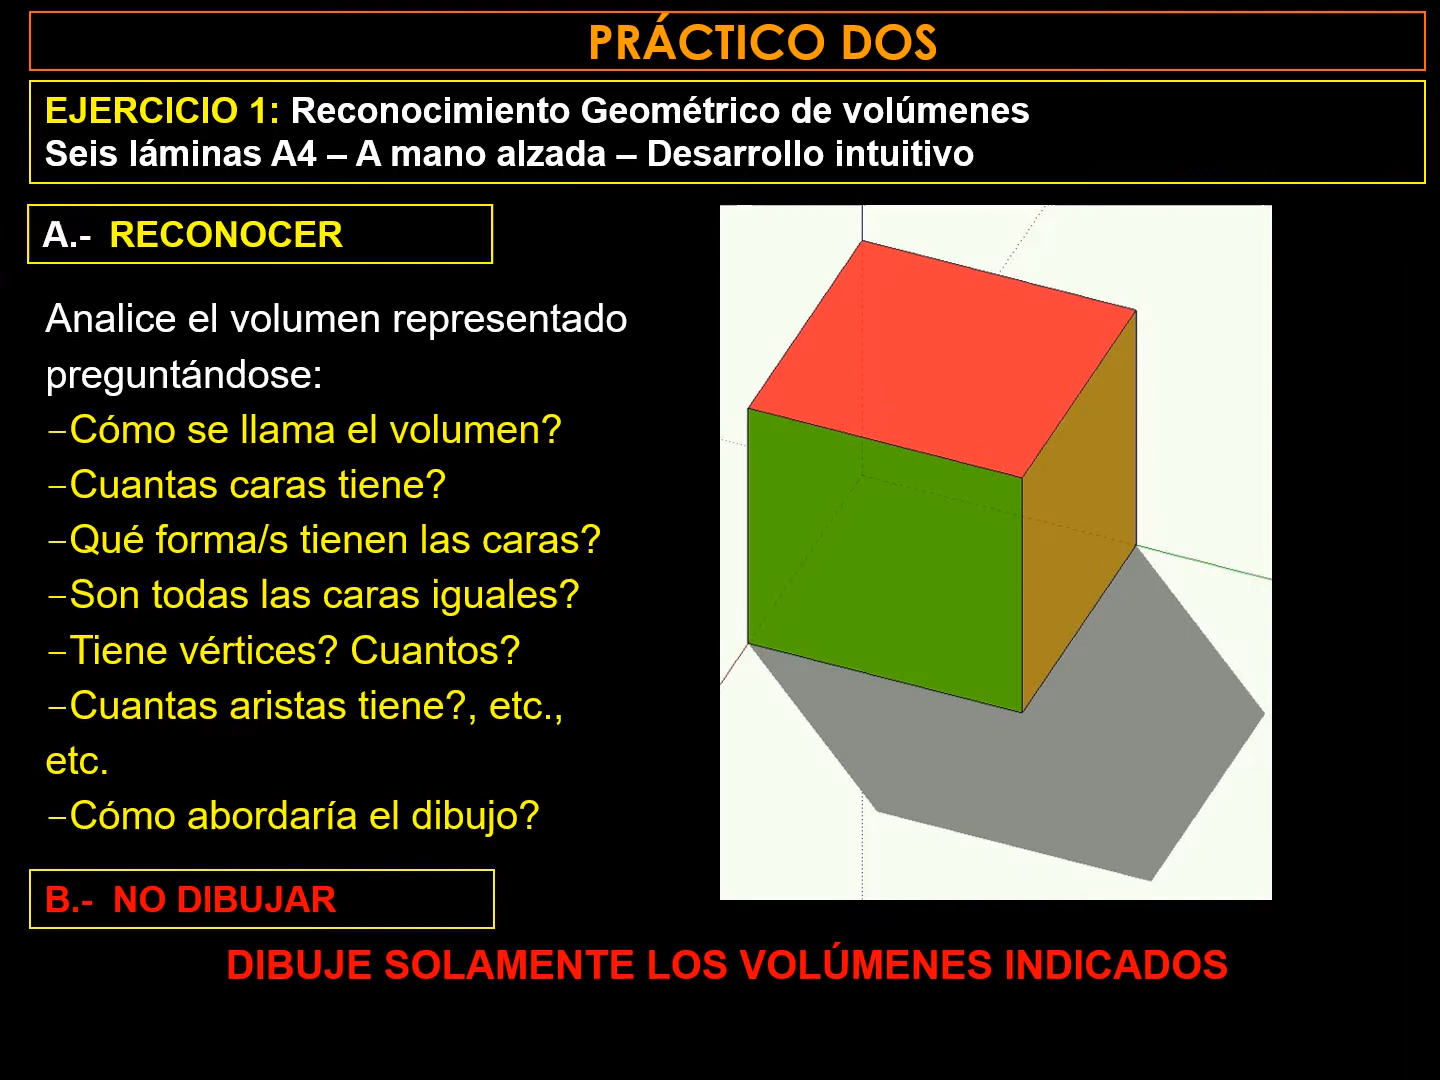 PRÁCTICO DOS
EJERCICIO 1: Reconocimiento Geométrico de volúmenes
Seis láminas A4 – A mano alzada – Desarrollo intuitivo
A.- RECONOCER
Analice el volumen representado
preguntándose:
–Cómo se llama el volumen?
–Cuantas caras tiene?
–Qué forma/s tienen las caras?
–Son todas las caras iguales?
–Tiene vértices? Cuantos?
–Cuantas aristas tiene?, etc.,
etc.
–Cómo abordaría el dibujo?
B.- NO DIBUJAR
DIBUJE SOLAMENTE LOS VOLÚMENES INDICADOS